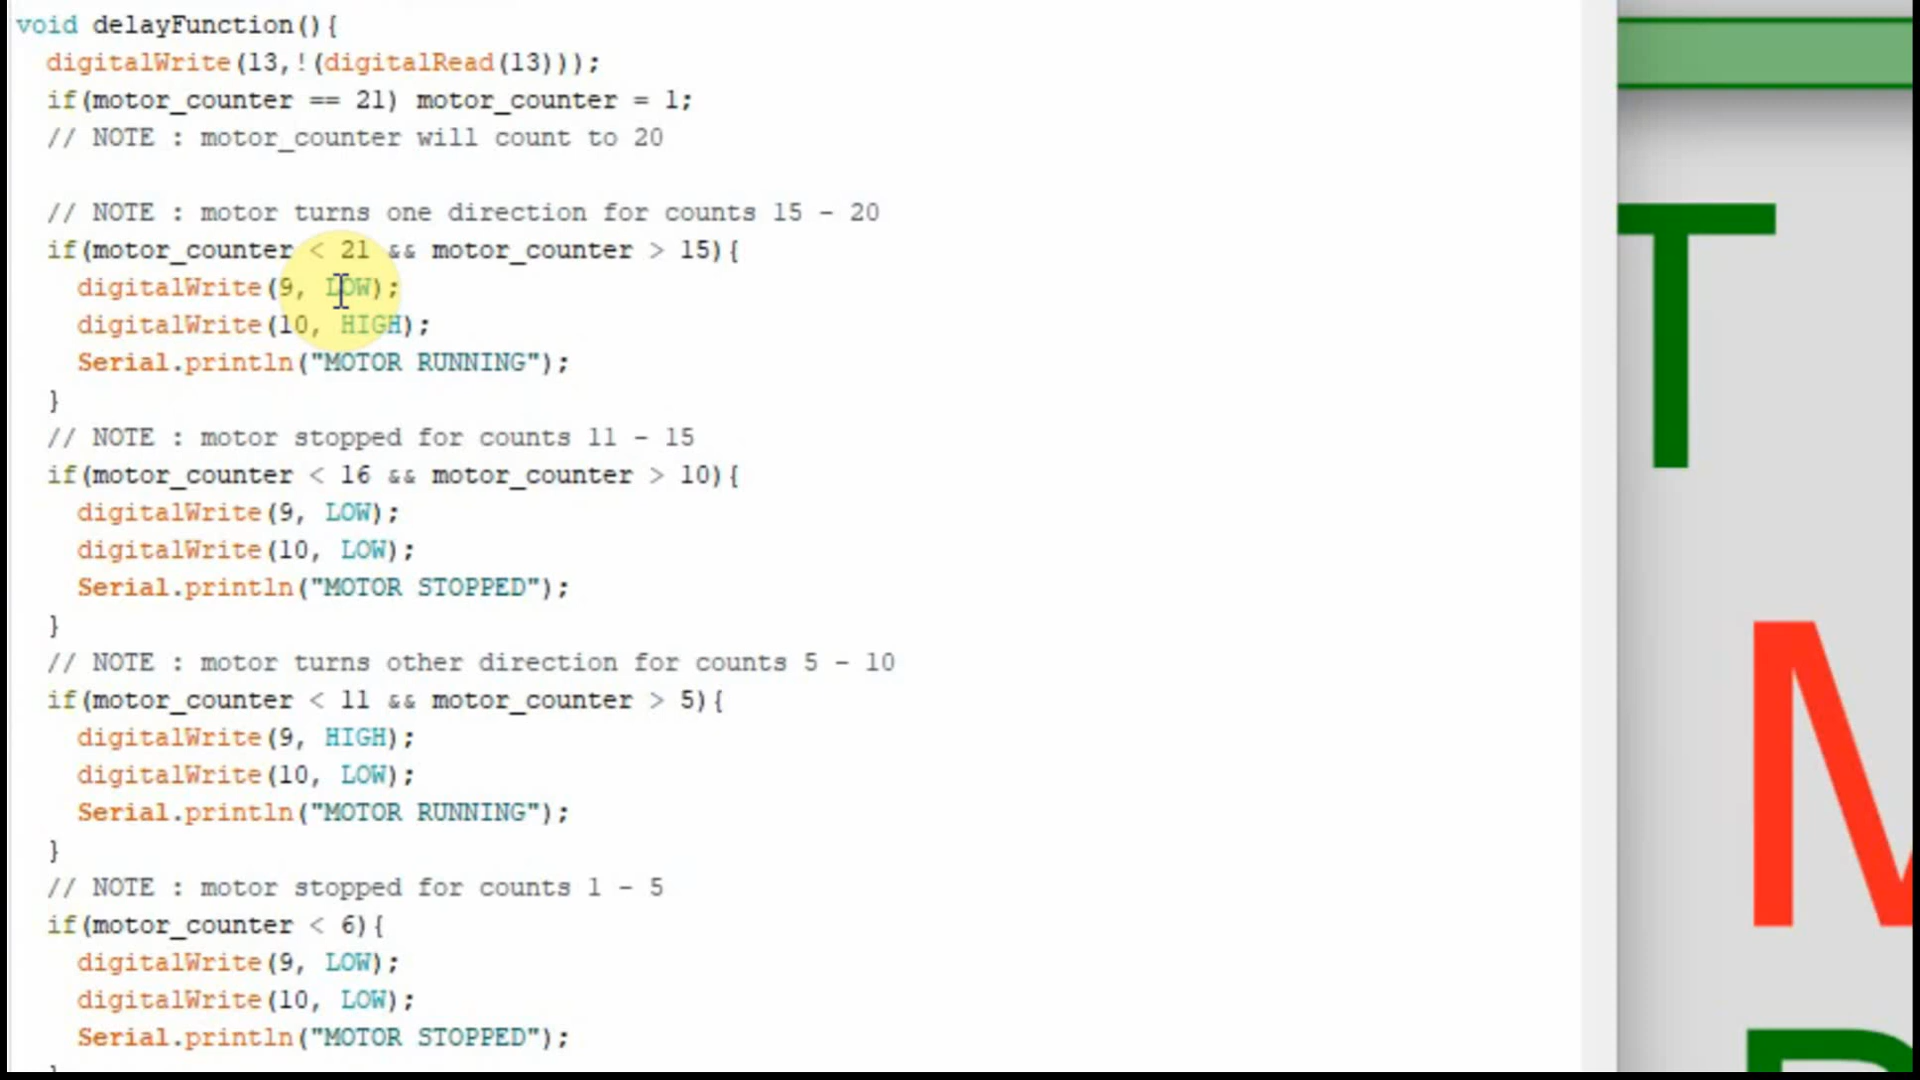 void delayFunction(){
digitalWrite(13,!(digitalRead(13)));
if(motor_counter == 21) motor_counter = 1;
// NOTE : motor_counter will count to 20
// NOTE : motor turns one direction for counts 15 - 20
if(motor_counter < 21 && motor_counter > 15){
digitalWrite(9, LOW);
digitalWrite(10, HIGH);
Serial.println("MOTOR RUNNING");
}
// NOTE : motor stopped for counts 11 - 15
if(motor_counter < 16 && motor_counter > 10){
digitalWrite(9, LOW);
digitalWrite(10, LOW);
Serial.println("MOTOR STOPPED");
}
// NOTE : motor turns other direction for counts 5 - 10
if(motor_counter < 11 && motor_counter > 5){
digitalWrite(9, HIGH);
digitalWrite(10, LOW);
Serial.println("MOTOR RUNNING");
}
// NOTE : motor stopped for counts 1 - 5
if(motor_counter < 6){
digitalWrite(9, LOW);
digitalWrite(10, LOW);
Serial.println("MOTOR STOPPED");
T
M